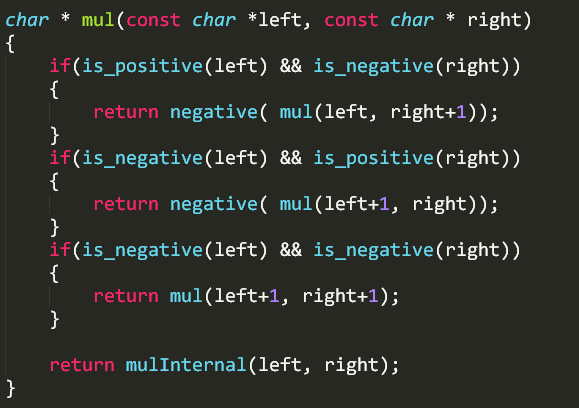 char * mul(const char *left, const char * right)
{
    if(is_positive(left) && is_negative(right))
    {
        return negative( mul(left, right+1));
    }
    if(is_negative(left) && is_positive(right))
    {
        return negative( mul(left+1, right));
    }
    if(is_negative(left) && is_negative(right))
    {
        return mul(left+1, right+1);
    }

    return mulInternal(left, right);
}